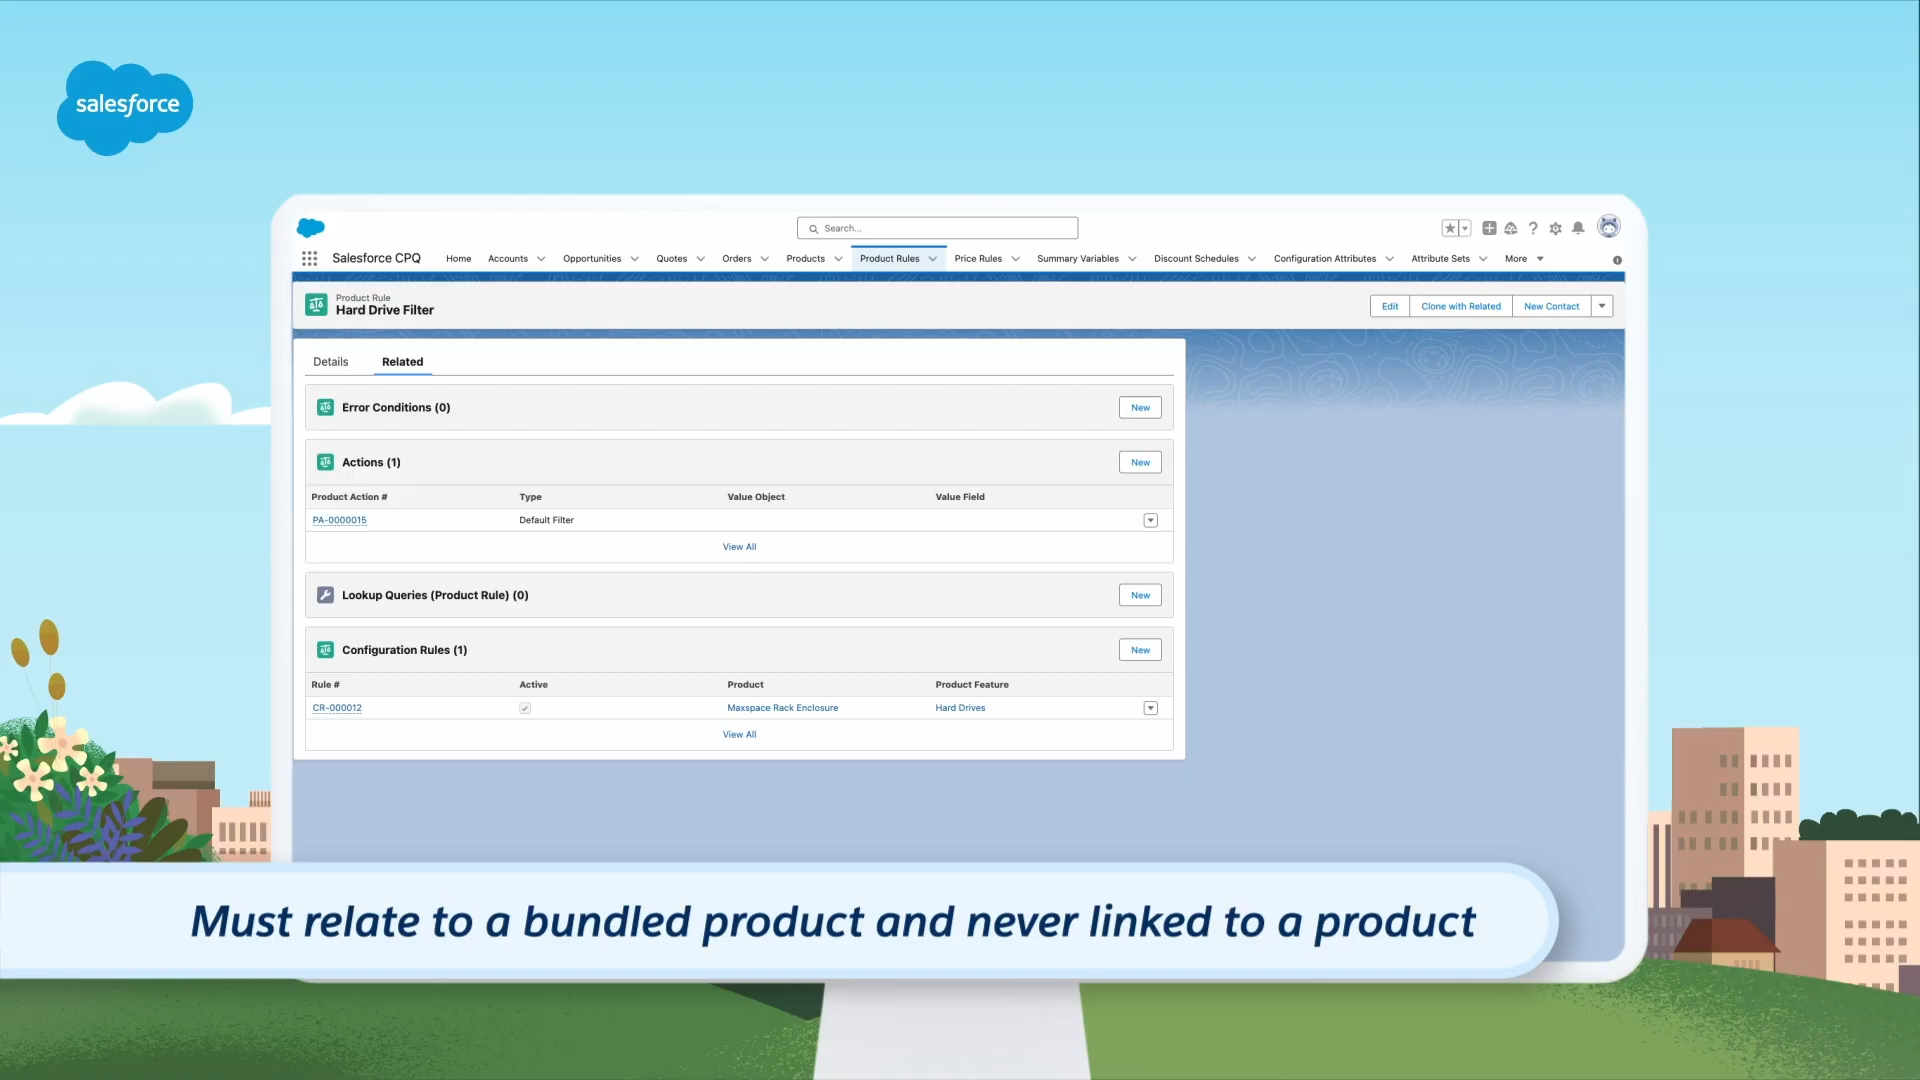 salesforce
Search...
Salesforce CPQ Home Accounts Opportunities Quotes Orders Products Product Rules Price Rules Summary Variables Discount Schedules Configuration Attributes Attribute Sets More
Product Rule
Hard Drive Filter
Edit Clone with Related New Contact
Details Related
Error Conditions (0) New
Actions (1) New
Product Action # Type Value Object Value Field
PA-0000015 Default Filter
View All
Lookup Queries (Product Rule) (0) New
Configuration Rules (1) New
Rule # Active Product Product Feature
CR-000012 Maxspace Rack Enclosure Hard Drives
View All
Must relate to a bundled product and never linked to a product